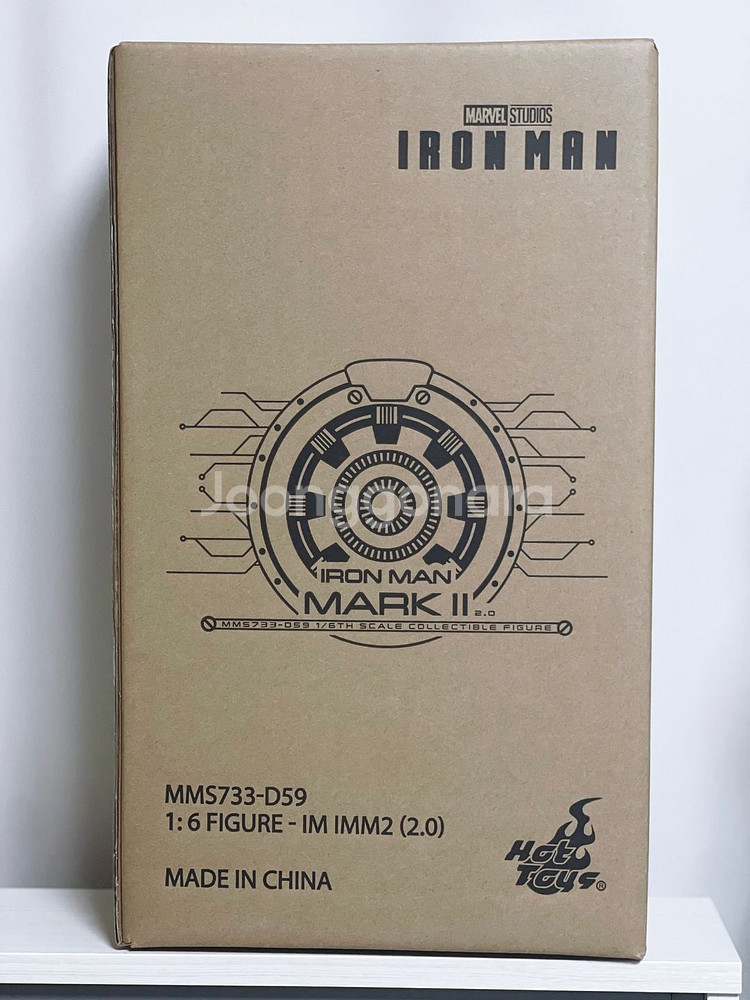 MARVEL STUDIOS
IRON MAN
Joonggonara
IRON MAN
MARK II 2.0
MMS733-D59 1/6TH SCALE COLLECTIBLE FIGURE
MMS733-D59
1:6 FIGURE - IM IMM2 (2.0)
MADE IN CHINA
Hot
Toys®